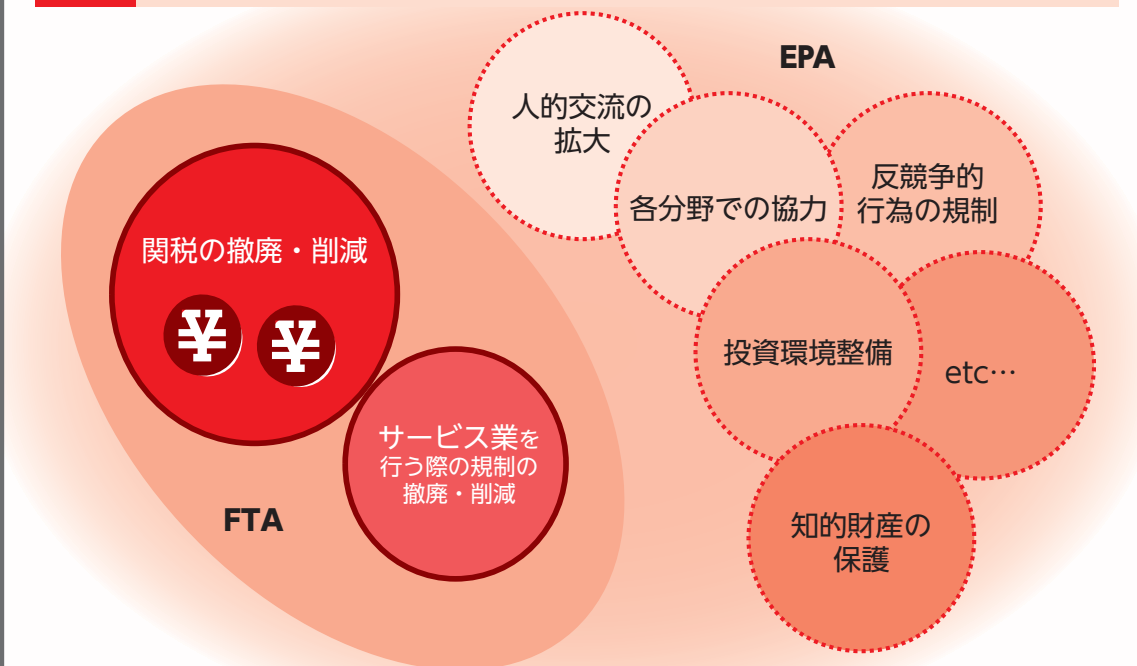 EPA
人的交流の
拡大
各分野での協力
反競争的
行為の規制
関税の撤廃・削減
¥ ¥
投資環境整備
etc…
サービス業を
行う際の規制の
撤廃・削減
FTA
知的財産の
保護